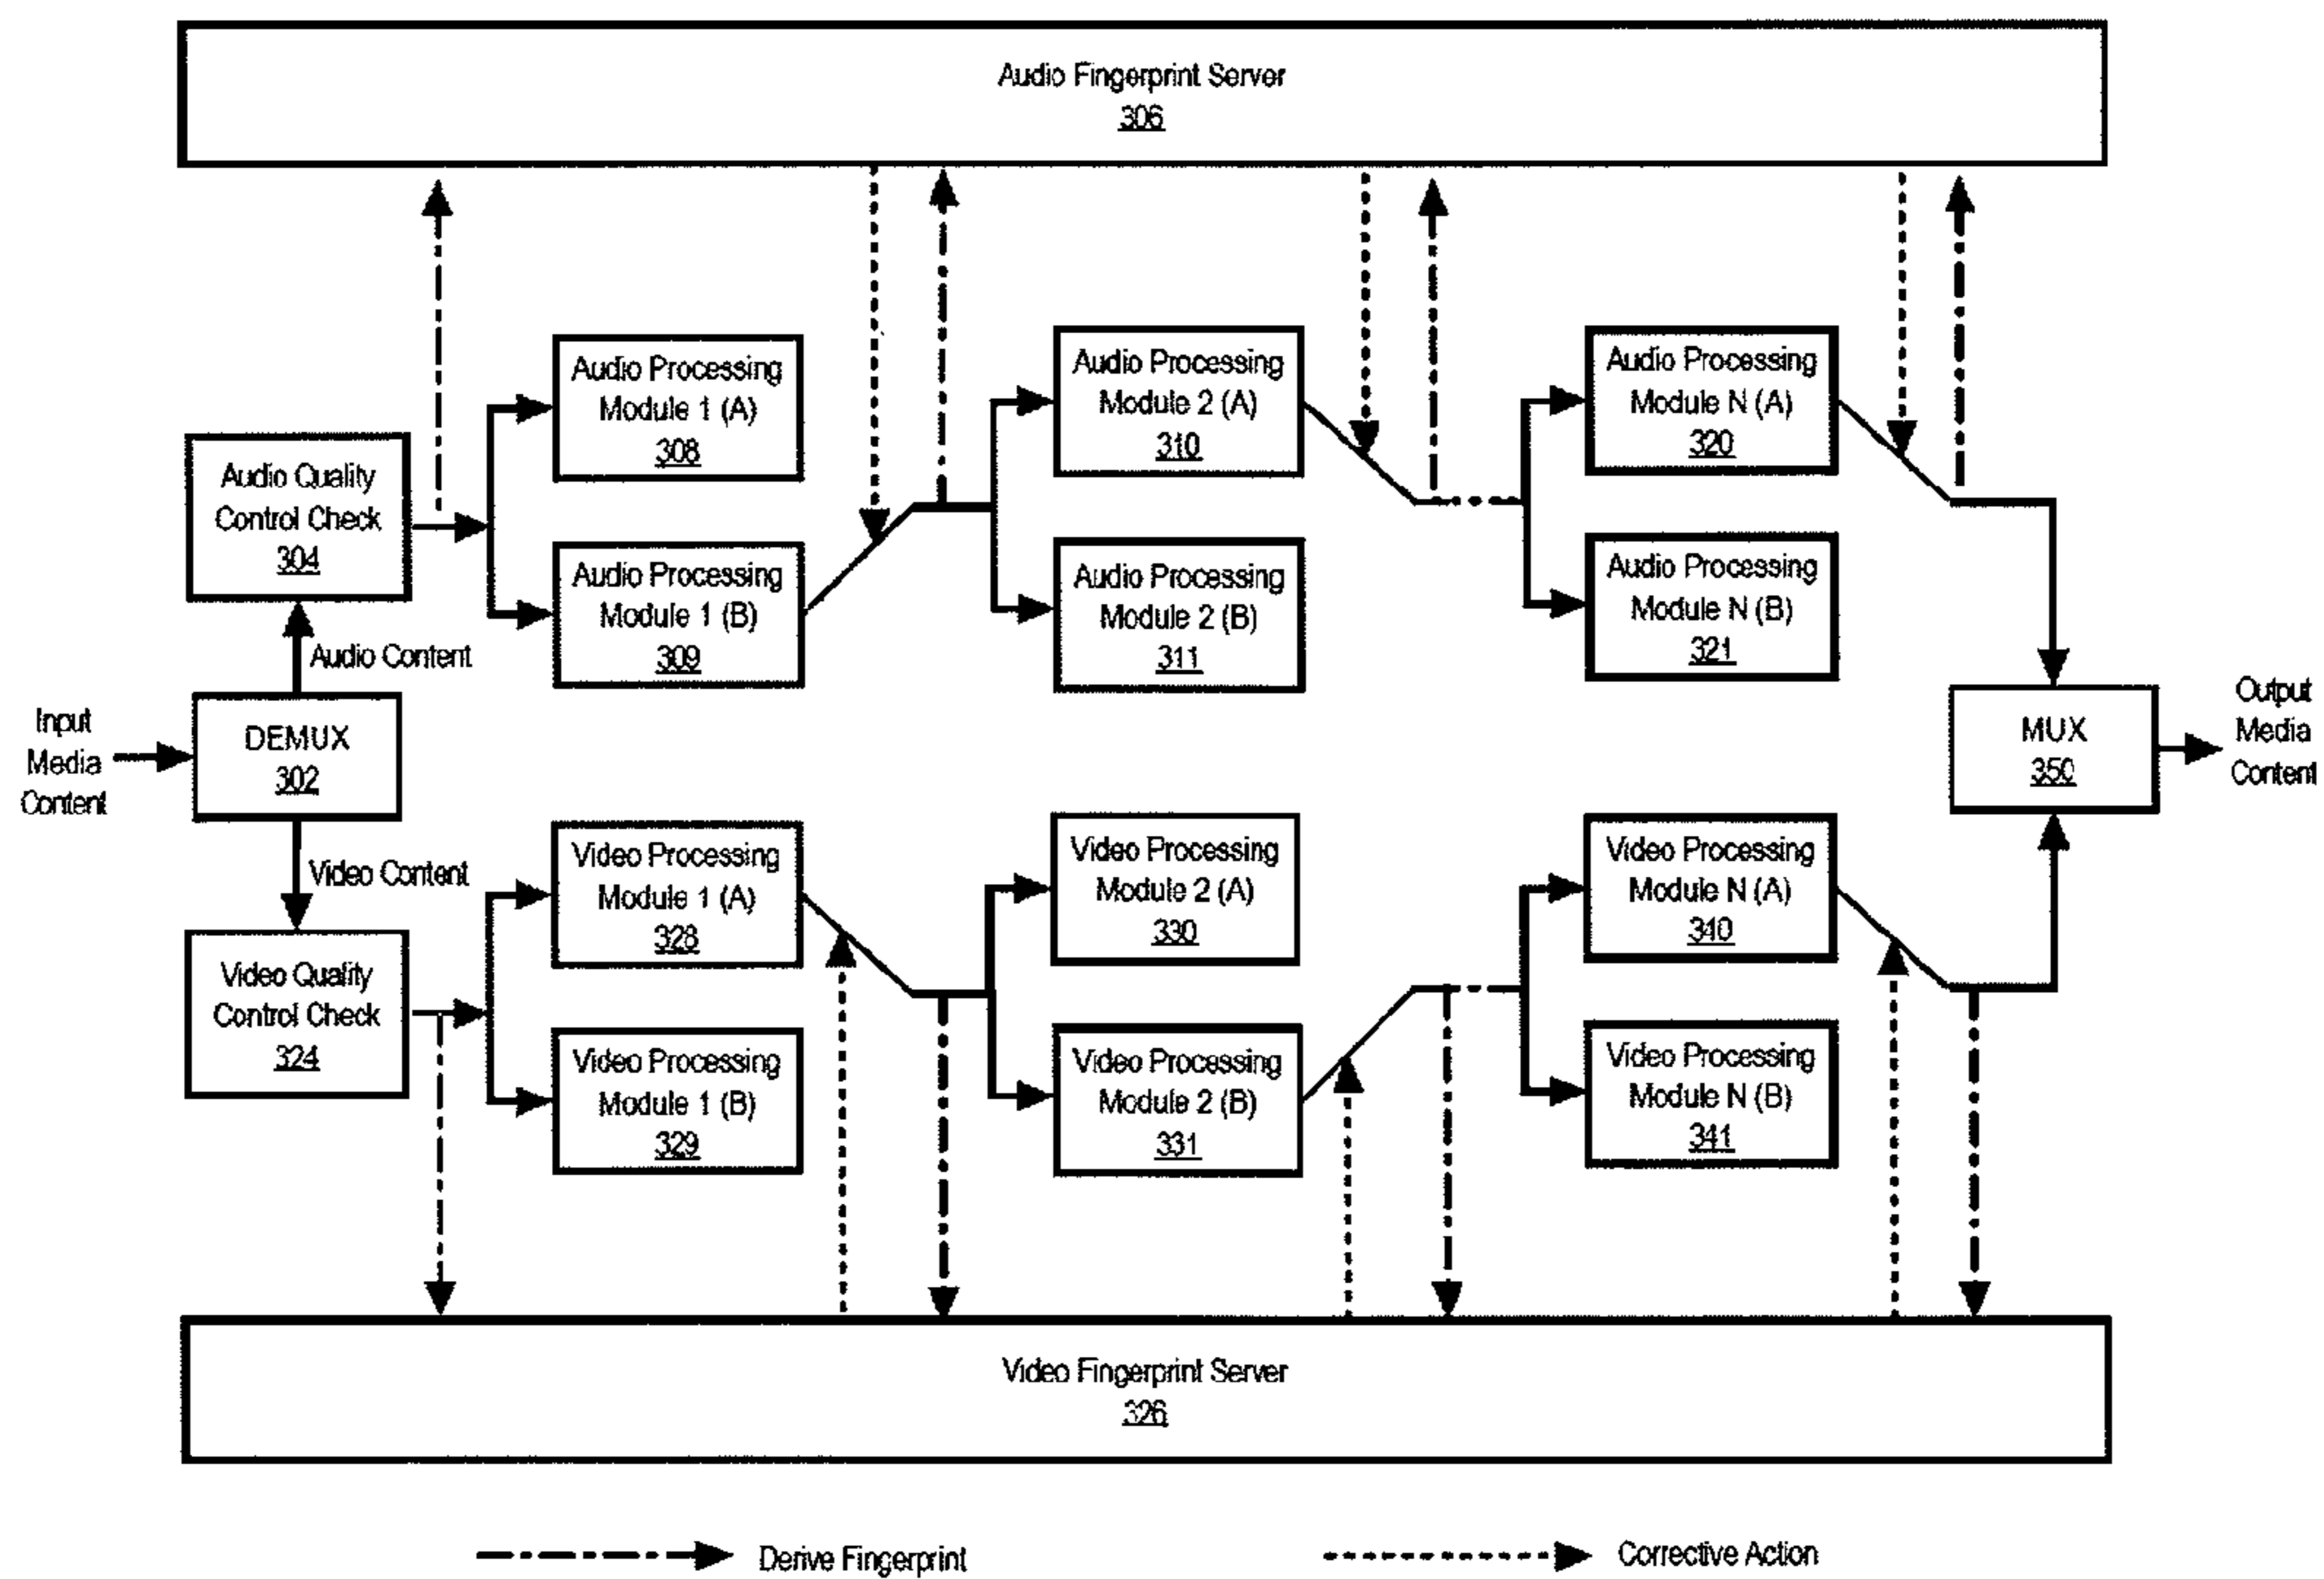 Audio Fingerprint Server
306
Audio Processing
Module 1 (A)
308
Audio Processing
Module 2 (A)
310
Audio Processing
Module N (A)
320
Audio Quality
Control Check
304
Audio Processing
Module 1 (B)
309
Audio Processing
Module 2 (B)
311
Audio Processing
Module N (B)
321
Audio Content
Input
Media
Content
DEMUX
302
MUX
350
Output
Media
Content
Video Content
Video Processing
Module 1 (A)
328
Video Processing
Module 2 (A)
330
Video Processing
Module N (A)
340
Video Quality
Control Check
324
Video Processing
Module 1 (B)
329
Video Processing
Module 2 (B)
331
Video Processing
Module N (B)
341
Video Fingerprint Server
326
Derive Fingerprint
Corrective Action